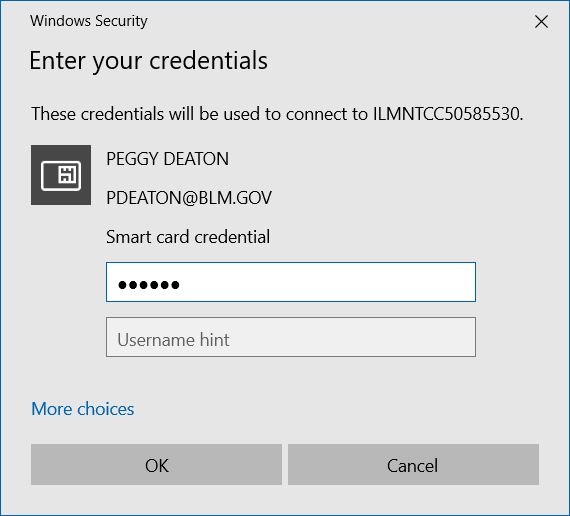 Windows Security
Enter your credentials
These credentials will be used to connect to ILMNTCC50585530.
PEGGY DEATON
PDEATON@BLM.GOV
Smart card credential
●●●●●●
Username hint
More choices
OK
Cancel